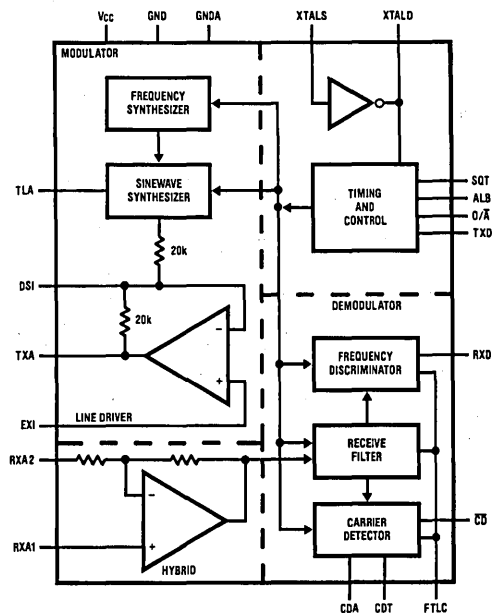 VCC GND GNDA XTALS XTALD
MODULATOR
FREQUENCY
SYNTHESIZER
SINEWAVE
SYNTHESIZER
TLA
TIMING
AND
CONTROL
SQT
ALB
O/A̅
TXD
20k
DSI
20k
DEMODULATOR
TXA
FREQUENCY
DISCRIMINATOR
RXD
EXI
LINE DRIVER
RXA2
RECEIVE
FILTER
CARRIER
DETECTOR
C̅D̅
RXA1
HYBRID
CDA CDT FTLC
− +
− +